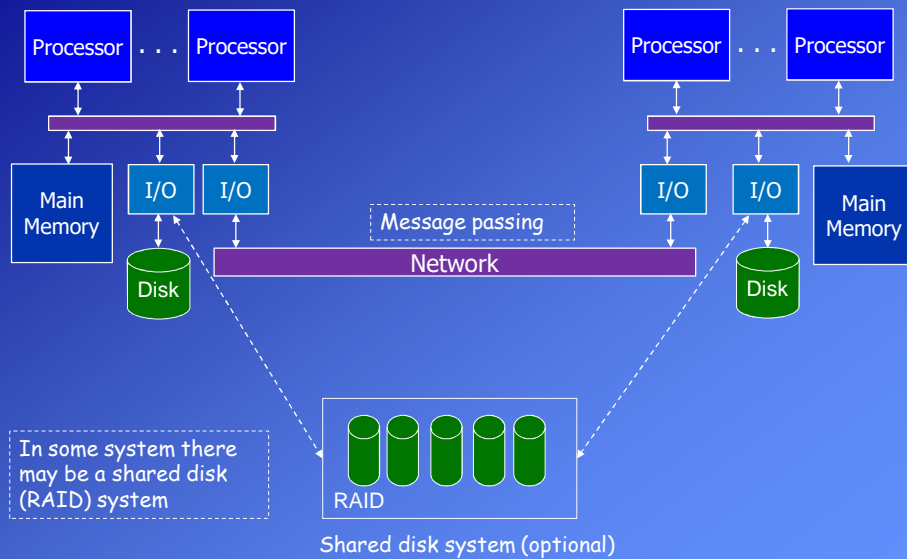 Processor . . . Processor
Processor . . . Processor
Main
Memory
I/O
I/O
Disk
Message passing
Network
I/O
I/O
Main
Memory
Disk
In some system there
may be a shared disk
(RAID) system
RAID
Shared disk system (optional)